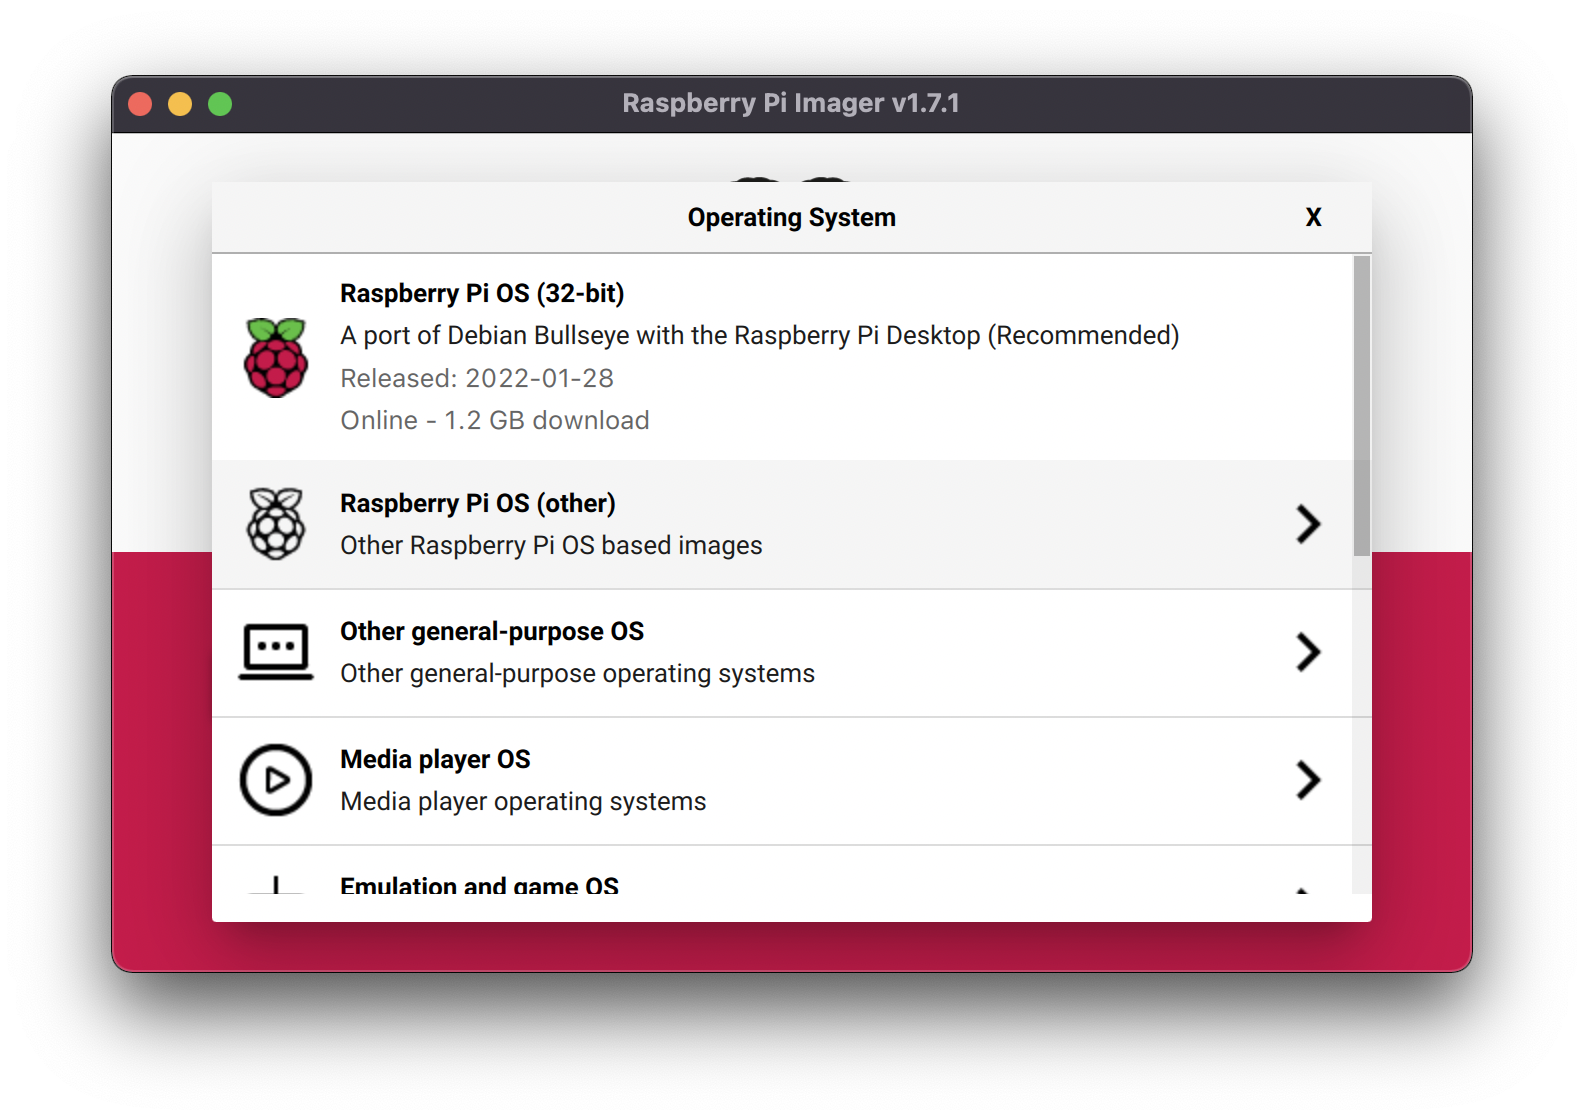 Raspberry Pi Imager v1.7.1
Operating System
X
Raspberry Pi OS (32-bit)
A port of Debian Bullseye with the Raspberry Pi Desktop (Recommended)
Released: 2022-01-28
Online - 1.2 GB download
Raspberry Pi OS (other)
Other Raspberry Pi OS based images
Other general-purpose OS
Other general-purpose operating systems
Media player OS
Media player operating systems
Emulation and game OS